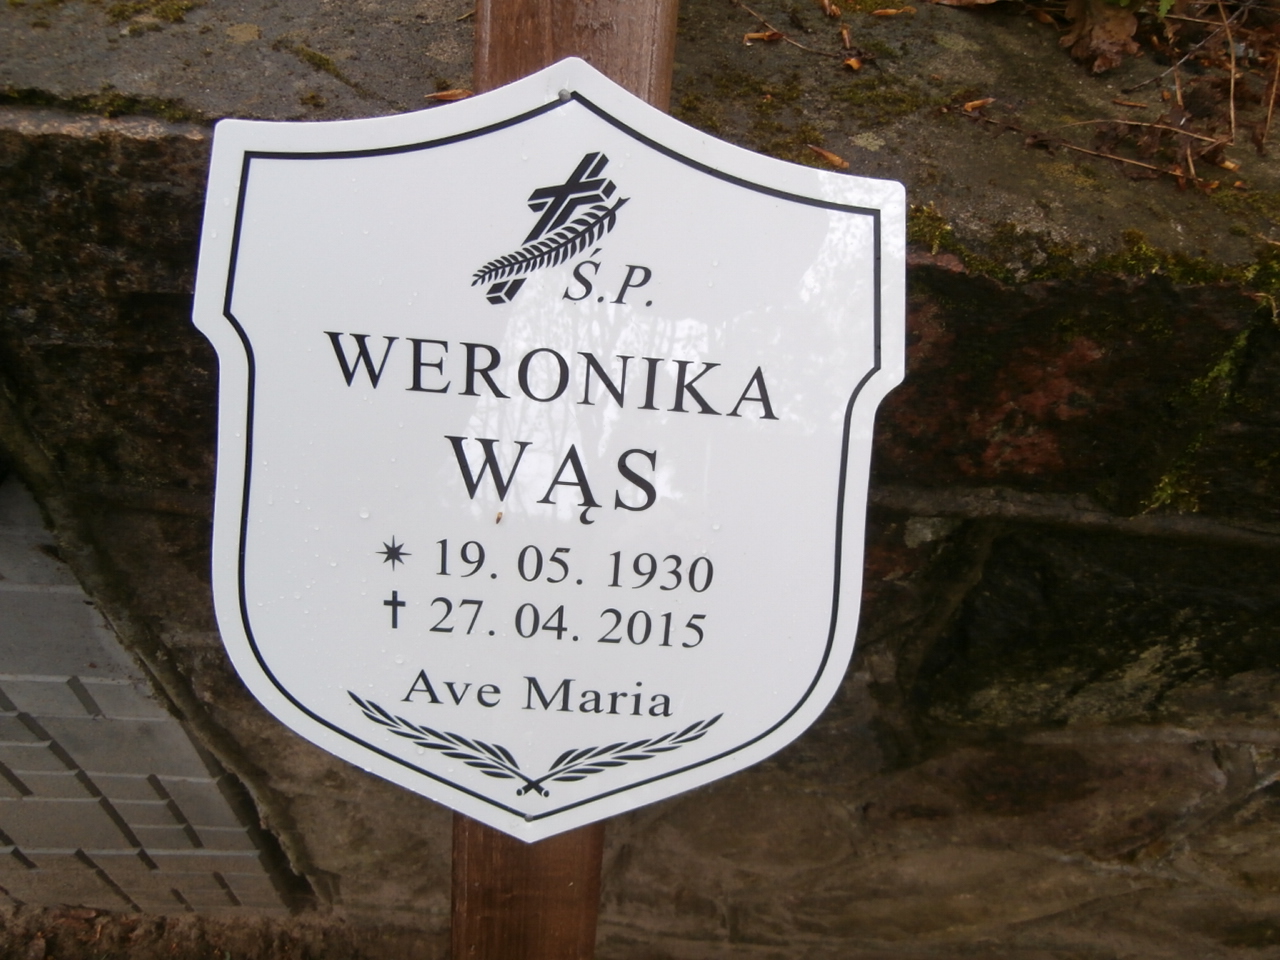 Ś.P.
WERONIKA
WĄS
✷ 19. 05. 1930
† 27. 04. 2015
Ave Maria